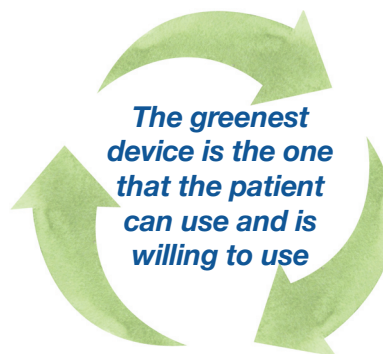 The greenest
device is the one
that the patient
can use and is
willing to use